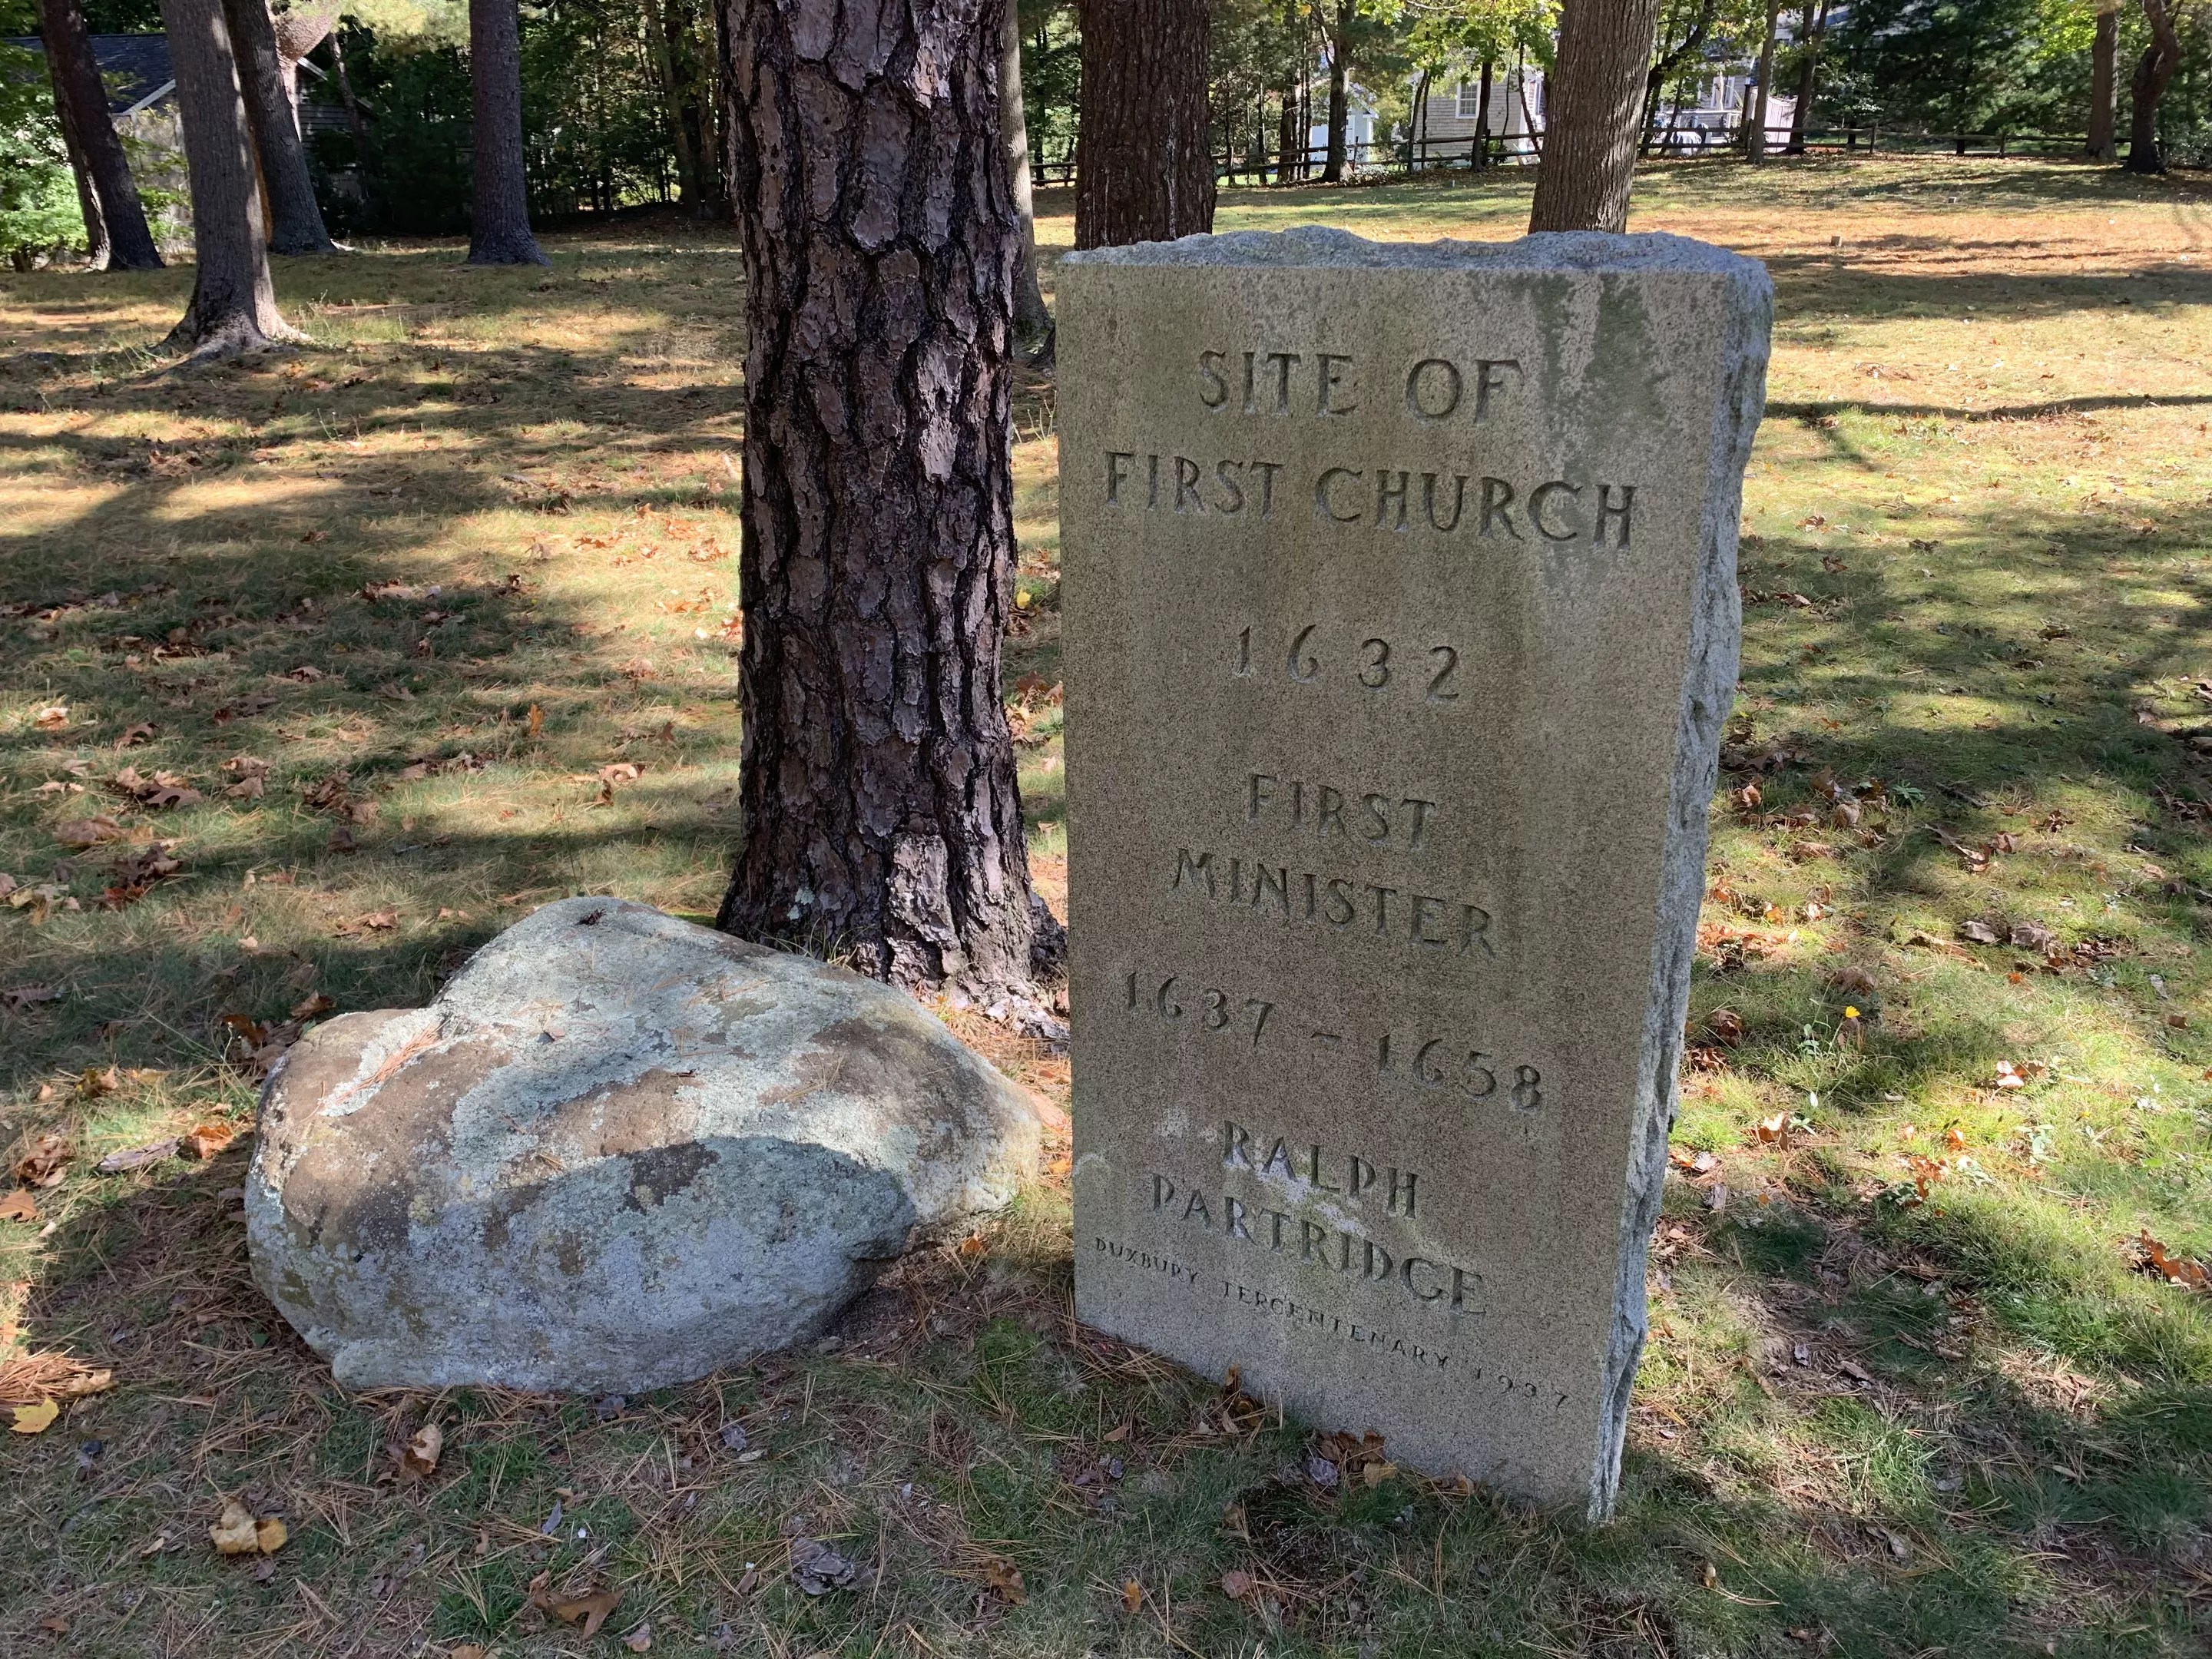 SITE OF
FIRST CHURCH
1632
FIRST
MINISTER
1637 - 1658
RALPH
PARTRIDGE
DUXBURY TERCENTENARY 1937